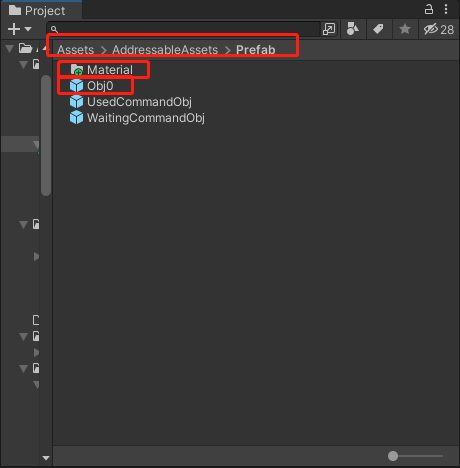 Project
28
Assets > AddressableAssets > Prefab
Material
Obj0
UsedCommandObj
WaitingCommandObj